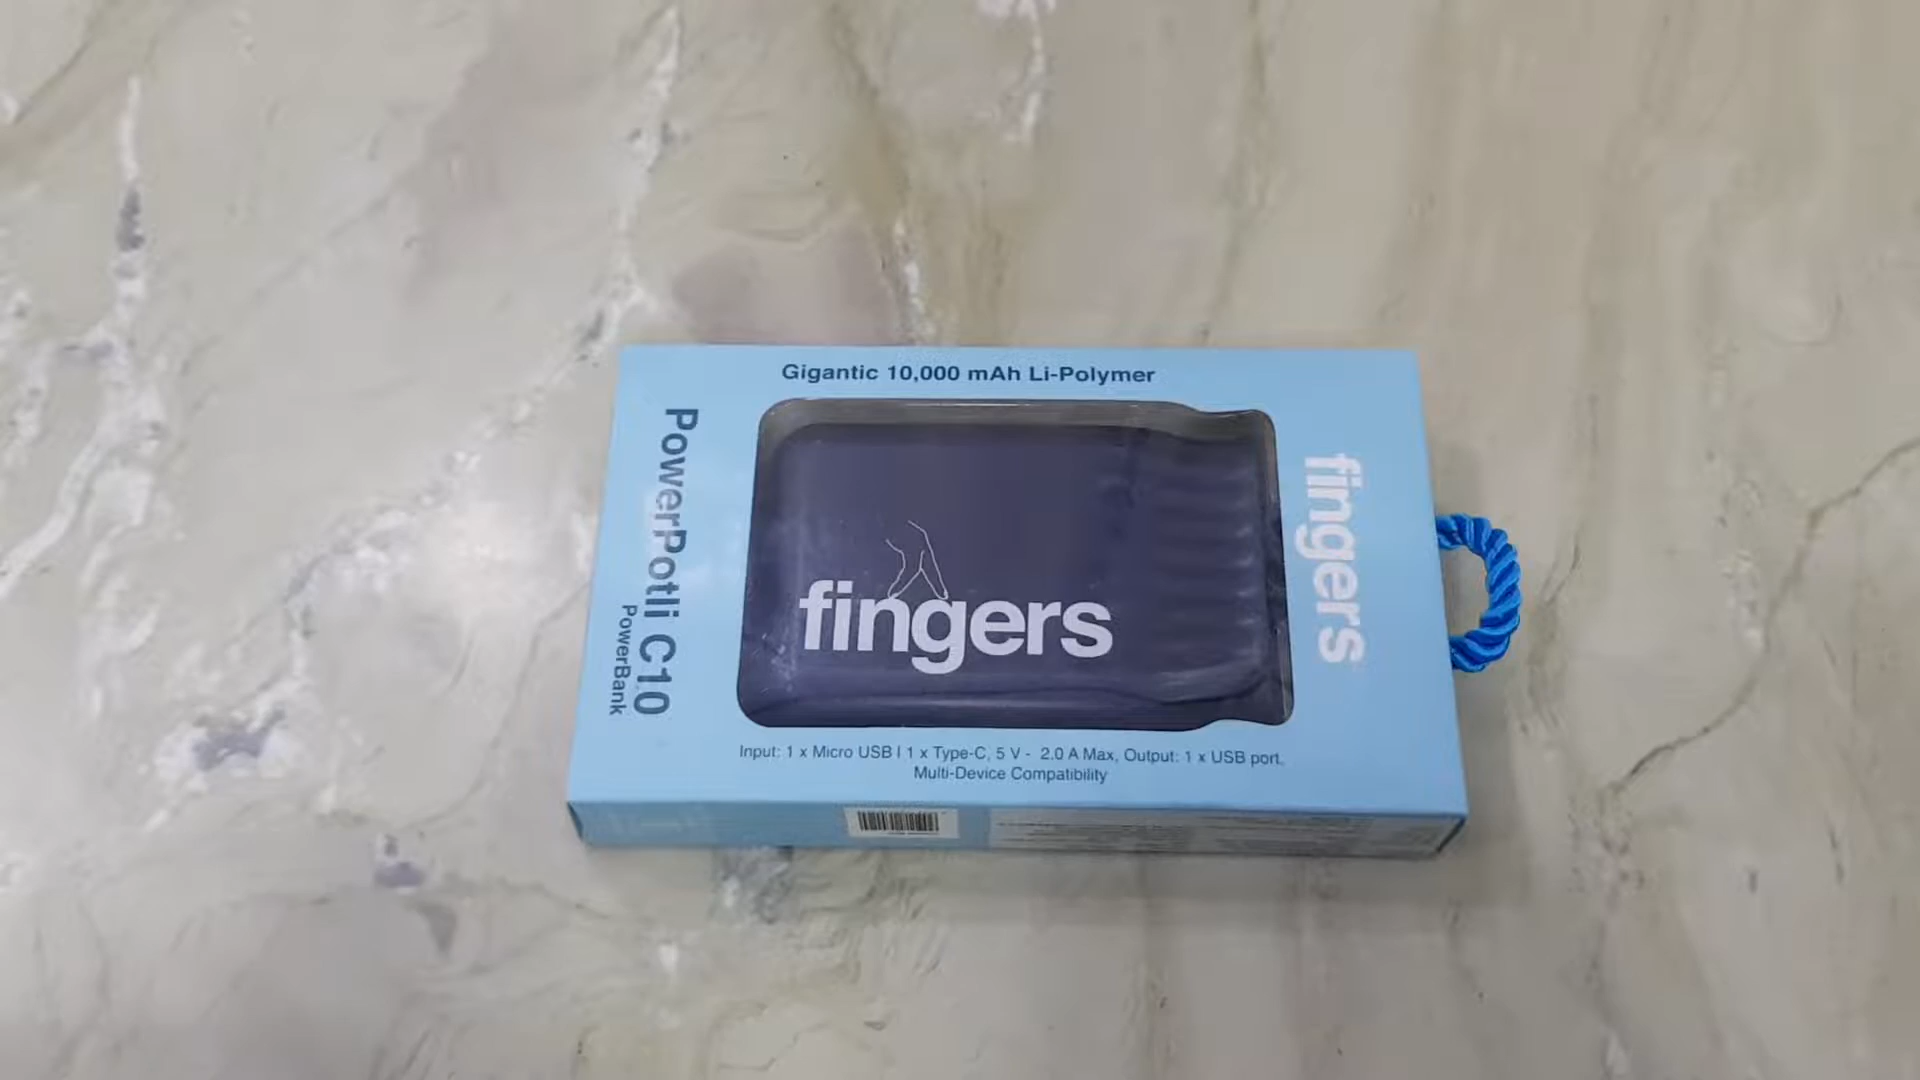 Gigantic 10,000 mAh Li-Polymer
PowerPotli C10
PowerBank
fingers
fingers
Input: 1 x Micro USB I 1 x Type-C, 5 V - 2.0 A Max, Output: 1 x USB port,
Multi-Device Compatibility